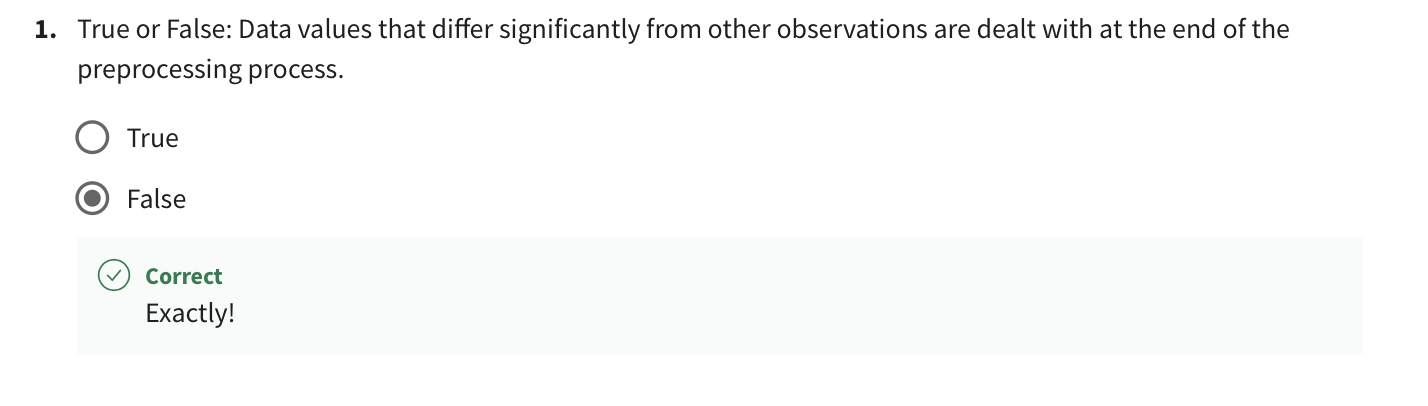 1. True or False: Data values that differ significantly from other observations are dealt with at the end of the
preprocessing process.
True
False
Correct
Exactly!